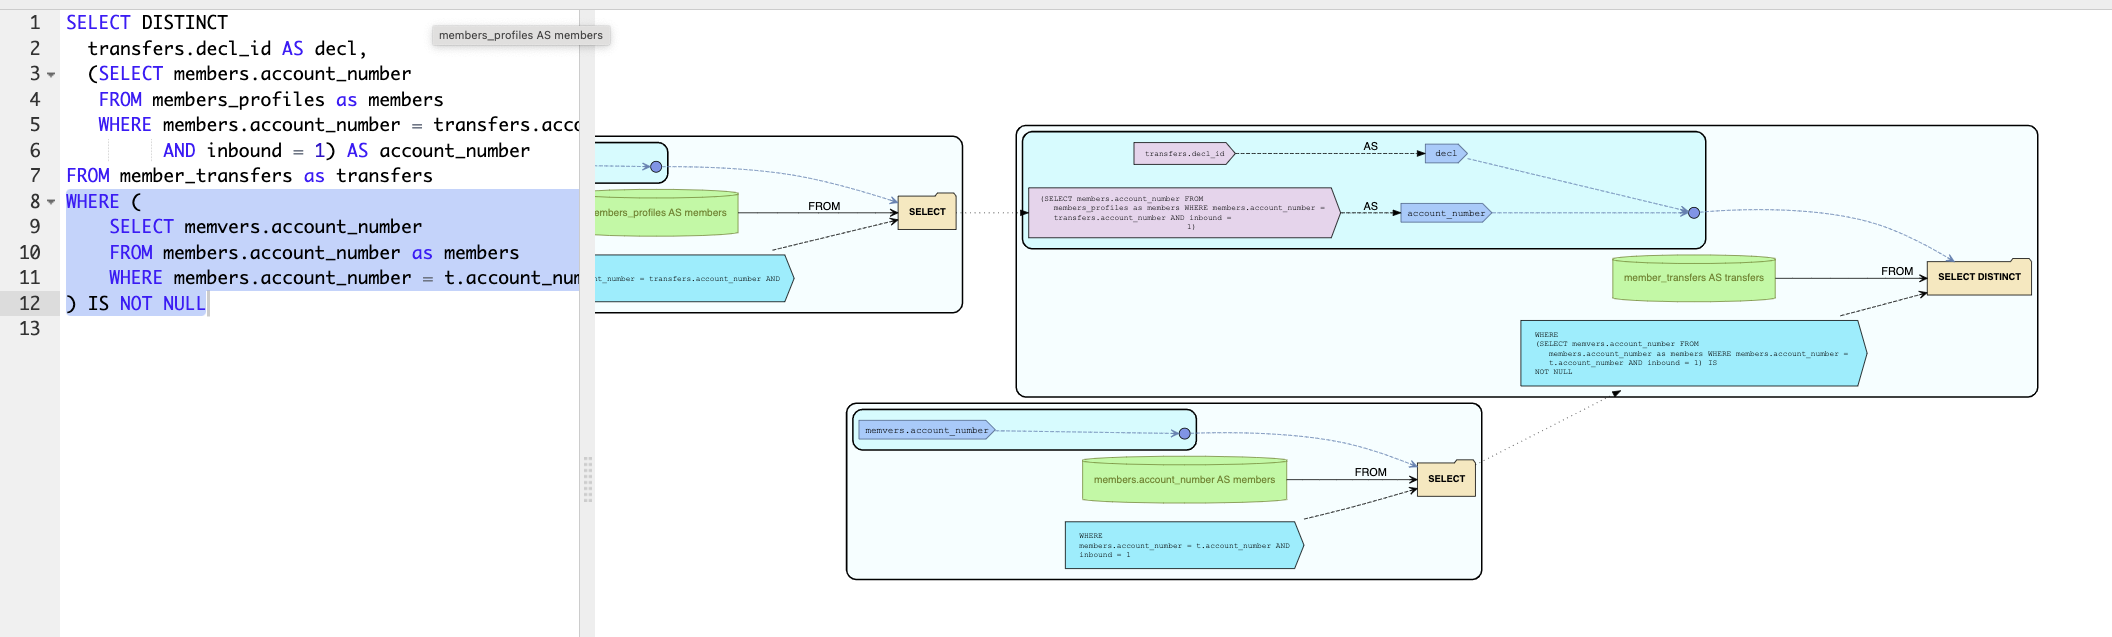 1 SELECT DISTINCT
2 transfers.decl_id AS decl,
3 (SELECT members.account_number
4 FROM members_profiles as members
5 WHERE members.account_number = transfers.acc
6 AND inbound = 1) AS account_number
7 FROM member_transfers as transfers
8 WHERE (
9 SELECT memvers.account_number
10 FROM members.account_number as members
11 WHERE members.account_number = t.account_num
12 ) IS NOT NULL
13
members_profiles AS members
embers_profiles AS members
FROM
SELECT
nt_number = transfers.account_number AND
transfers.decl_id
AS
decl
(SELECT members.account_number FROM
members_profiles as members WHERE members.account_number =
transfers.account_number AND inbound =
1)
AS
account_number
member_transfers AS transfers
FROM
SELECT DISTINCT
WHERE
(SELECT memvers.account_number FROM
members.account_number as members WHERE members.account_number =
t.account_number AND inbound = 1) IS
NOT NULL
memvers.account_number
members.account_number AS members
FROM
SELECT
WHERE
members.account_number = t.account_number AND
inbound = 1